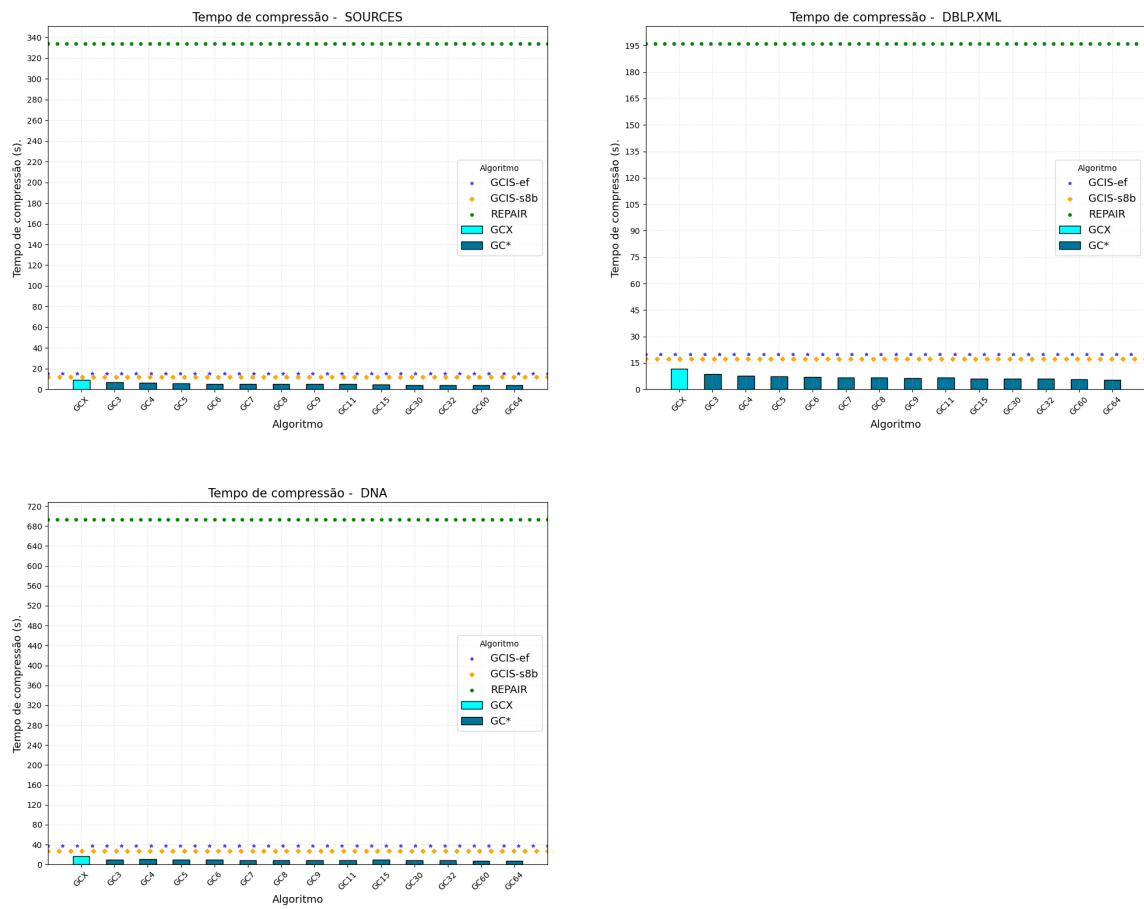 Tempo de compressão -  SOURCES
Tempo de compressão (s).
340
320
300
280
260
240
220
200
180
160
140
120
100
80
60
40
20
0
Algoritmo
GCIS-ef
GCIS-s8b
REPAIR
GCX
GC*
GCX
GC3
GC4
GC5
GC6
GC7
GC8
GC9
GC11
GC15
GC30
GC32
GC60
GC64
Algoritmo
Tempo de compressão -  DBLP.XML
Tempo de compressão (s).
195
180
165
150
135
120
105
90
75
60
45
30
15
0
Algoritmo
GCIS-ef
GCIS-s8b
REPAIR
GCX
GC*
GCX
GC3
GC4
GC5
GC6
GC7
GC8
GC9
GC11
GC15
GC30
GC32
GC60
GC64
Algoritmo
Tempo de compressão -  DNA
Tempo de compressão (s).
720
680
640
600
560
520
480
440
400
360
320
280
240
200
160
120
80
40
0
Algoritmo
GCIS-ef
GCIS-s8b
REPAIR
GCX
GC*
GCX
GC3
GC4
GC5
GC6
GC7
GC8
GC9
GC11
GC15
GC30
GC32
GC60
GC64
Algoritmo